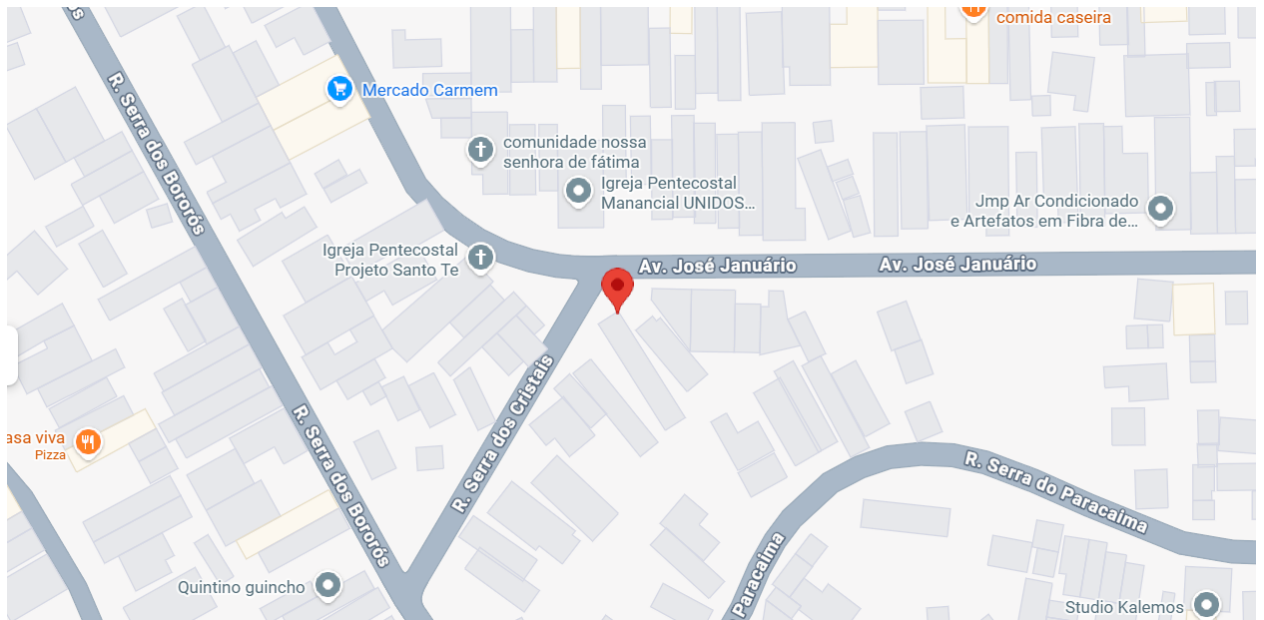 comida caseira
R. Serra dos Bororós
Mercado Carmem
comunidade nossa
senhora de fátima
Igreja Pentecostal
Manancial UNIDOS...
Jmp Ar Condicionado
e Artefatos em Fibra de...
Igreja Pentecostal
Projeto Santo Te
Av. José Januário
Av. José Januário
R. Serra dos Cristais
R. Serra dos Bororós
asa viva
Pizza
R. Serra do Paracaima
Paracaima
Quintino guincho
Studio Kalemos